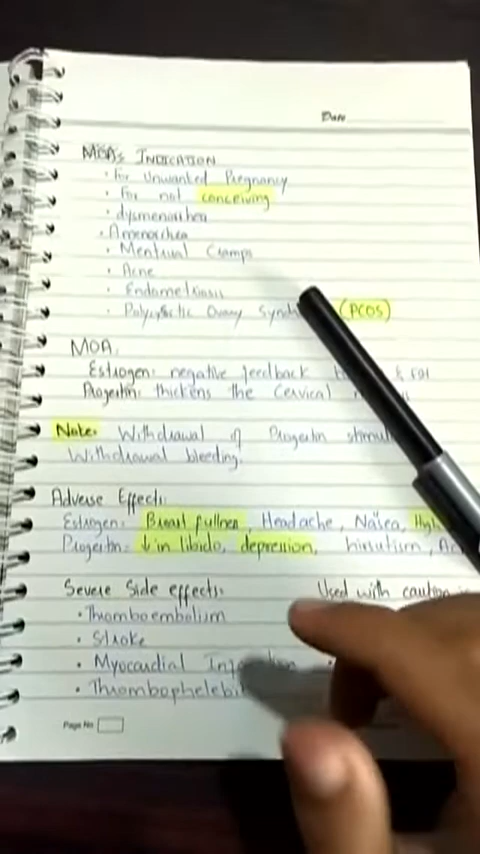 Date
MOA's INDICATION
• For Unwanted Pregnancy
• For not conceiving
• dysmenorrhea
• Amenorrhea
• Menstrual Cramps
• Acne
• Endometriosis
• Polycystic Ovary (PCOS)
MOA:
Estrogen: negative feedback & FSH
Progestin: thickens the Cervical
Note: Withdrawal of Progestin
Withdrawal bleeding.
Adverse Effects:
Estrogen: Breast fullness, Headache, Nausea,
Progestin: ↓ in libido, depression, hirsutism,
Severe Side effects: Used with caution
• Thromboembolism
• Stroke
• Myocardial
•
Page No